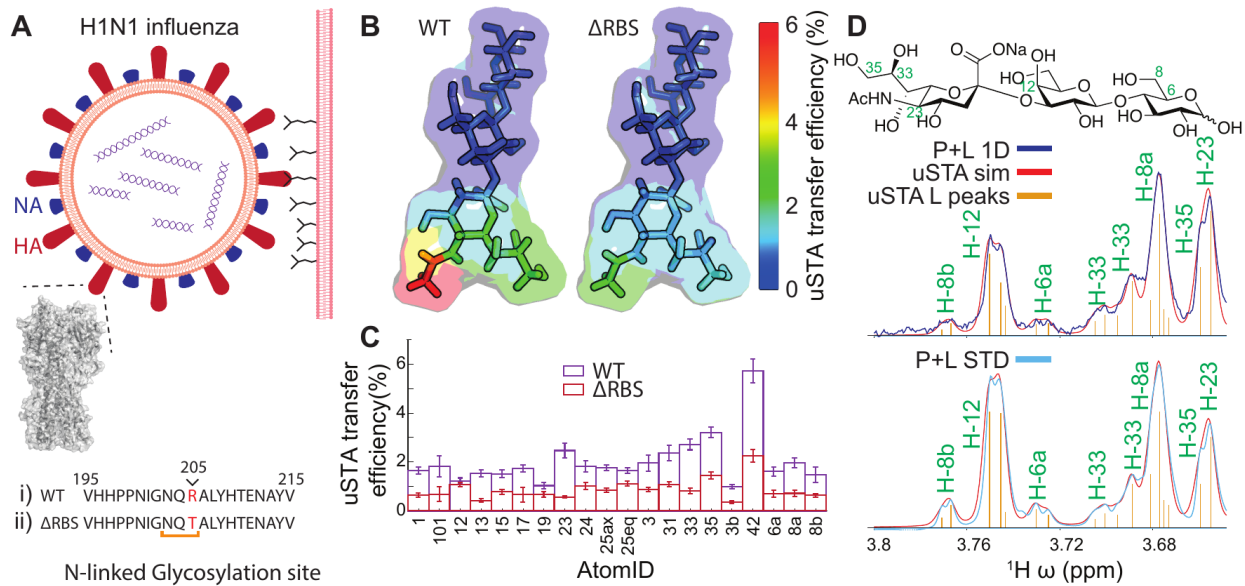 A
H1N1 influenza
NA
HA
195 205 215
i) WT VHHPPNIGNQRALYHTENAYV
ii) ΔRBS VHHPPNIGNQTALYHTENAYV
N-linked Glycosylation site
B
WT
ΔRBS
6
4
2
0
uSTA transfer efficiency (%)
C
WT
ΔRBS
uSTA transfer
efficiency(%)
6
4
2
0
1 101 12 13 15 17 19 23 24 25ax 25eq 3 31 33 35 3b 42 6a 8a 8b
AtomID
D
OH
OH
HO
35
33
AcHN
23
HO
OH
O
O
ONa
O
HO
12
OH
O
OH
O
O
HO
8
6
O
HO
OH
OH
P+L 1D
uSTA sim
uSTA L peaks
H-8b
H-12
H-6a
H-33
H-33
H-8a
H-35
H-23
P+L STD
H-8b
H-12
H-6a
H-33
H-33
H-8a
H-35
H-23
3.8 3.76 3.72 3.68
¹H ω (ppm)